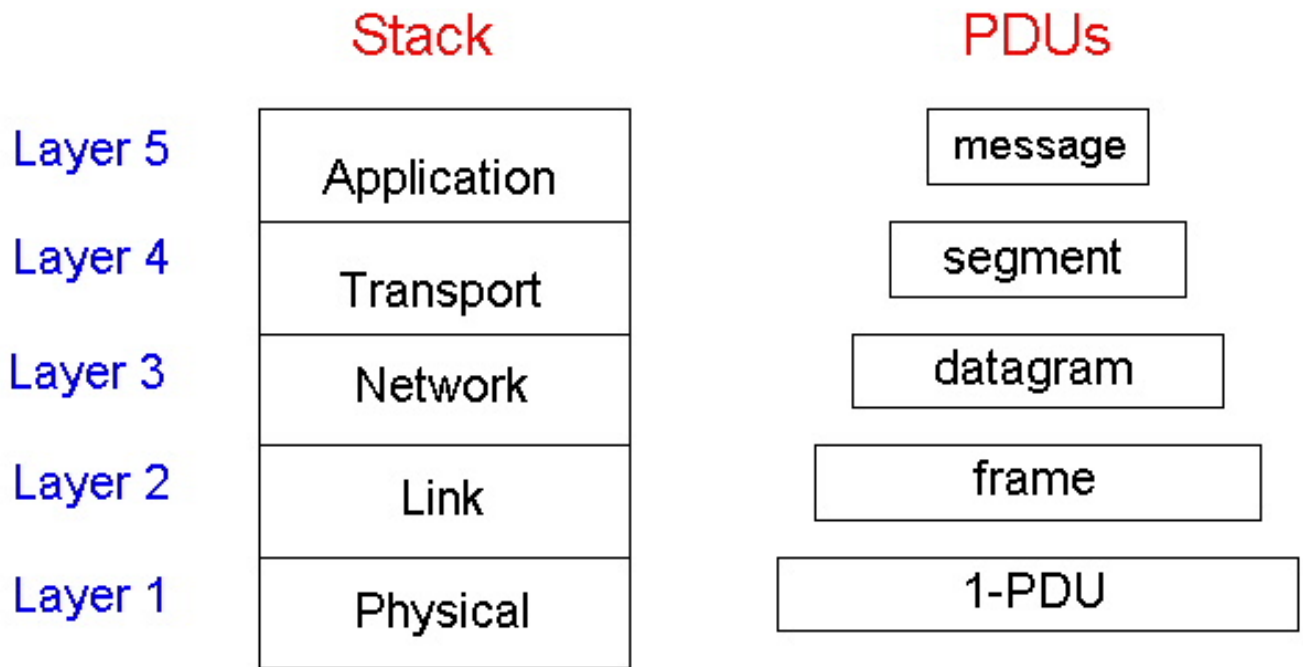 Stack PDUs
Layer 5 Application message
Layer 4 Transport segment
Layer 3 Network datagram
Layer 2 Link frame
Layer 1 Physical 1-PDU